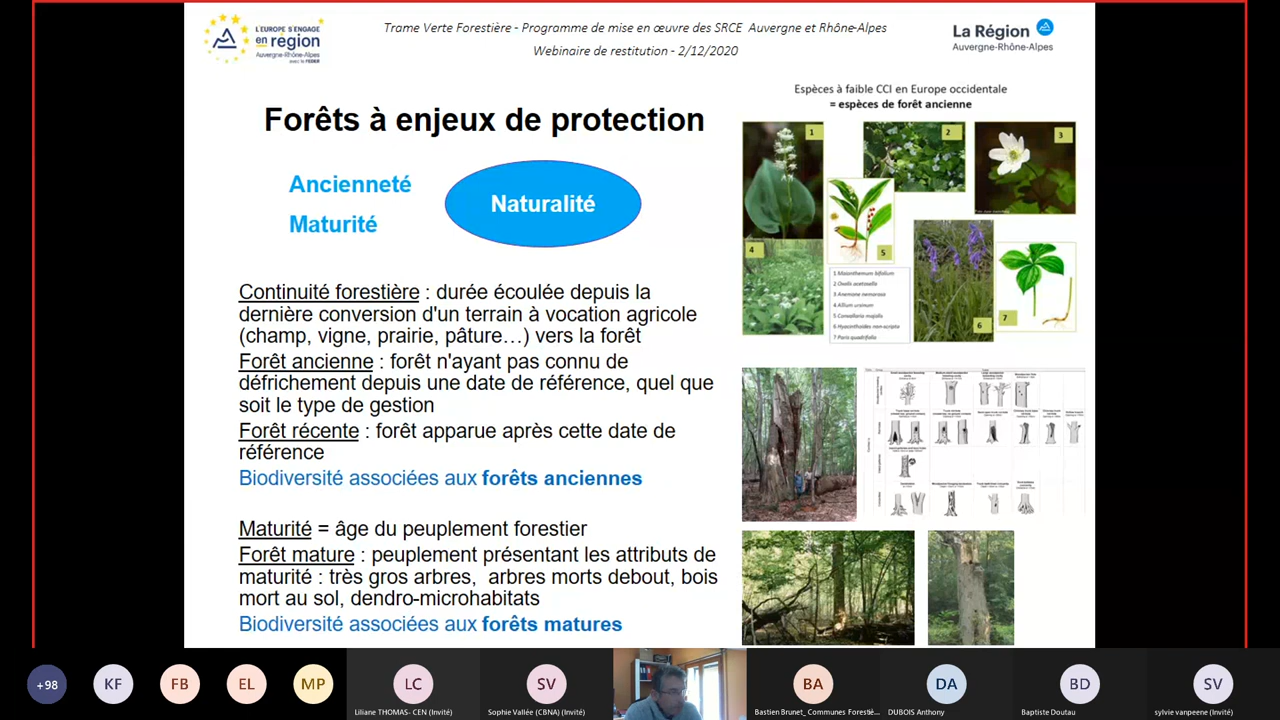 L'EUROPE S'ENGAGE
en région
Auvergne-Rhône-Alpes
avec le FEDER
Trame Verte Forestière - Programme de mise en œuvre des SRCE Auvergne et Rhône-Alpes
Webinaire de restitution - 2/12/2020
La Région
Auvergne-Rhône-Alpes
Forêts à enjeux de protection
Ancienneté
Maturité
Naturalité
Continuité forestière : durée écoulée depuis la
dernière conversion d'un terrain à vocation agricole
(champ, vigne, prairie, pâture…) vers la forêt
Forêt ancienne : forêt n'ayant pas connu de
défrichement depuis une date de référence, quel que
soit le type de gestion
Forêt récente : forêt apparue après cette date de
référence
Biodiversité associées aux forêts anciennes
Maturité = âge du peuplement forestier
Forêt mature : peuplement présentant les attributs de
maturité : très gros arbres, arbres morts debout, bois
mort au sol, dendro-microhabitats
Biodiversité associées aux forêts matures
Espèces à faible CCI en Europe occidentale
= espèces de forêt ancienne
1
2
3
4
5
6
7
1 Maianthemum bifolium
2 Oxalis acetosella
3 Anemone nemorosa
4 Allium ursinum
5 Convallaria majalis
6 Hyacinthoides non-scripta
7 Paris quadrifolia
+98
KF
FB
EL
MP
LC
Liliane THOMAS- CEN (Invité)
SV
Sophie Vallée (CBNA) (Invité)
BA
Bastien Brunet_ Communes Forestiè...
DA
DUBOIS Anthony
BD
Baptiste Doutau
SV
sylvie vanpeene (Invité)